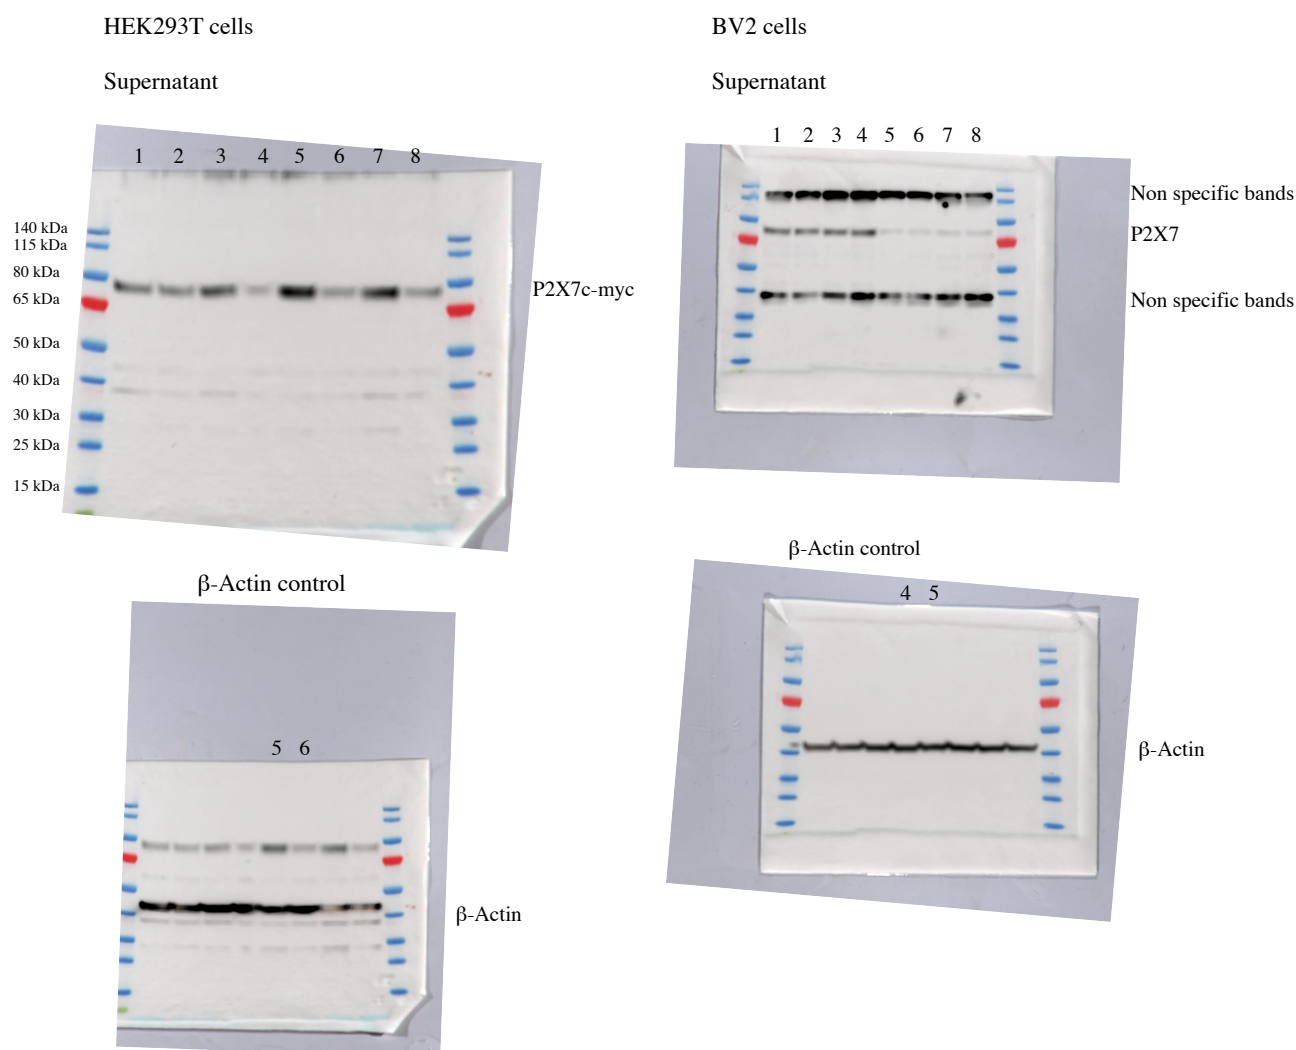 HEK293T cells
Supernatant
1 2 3 4 5 6 7 8
140 kDa
115 kDa
80 kDa
65 kDa
50 kDa
40 kDa
30 kDa
25 kDa
15 kDa
P2X7c-myc
β-Actin control
5 6
β-Actin
BV2 cells
Supernatant
1 2 3 4 5 6 7 8
Non specific bands
P2X7
Non specific bands
β-Actin control
4 5
β-Actin